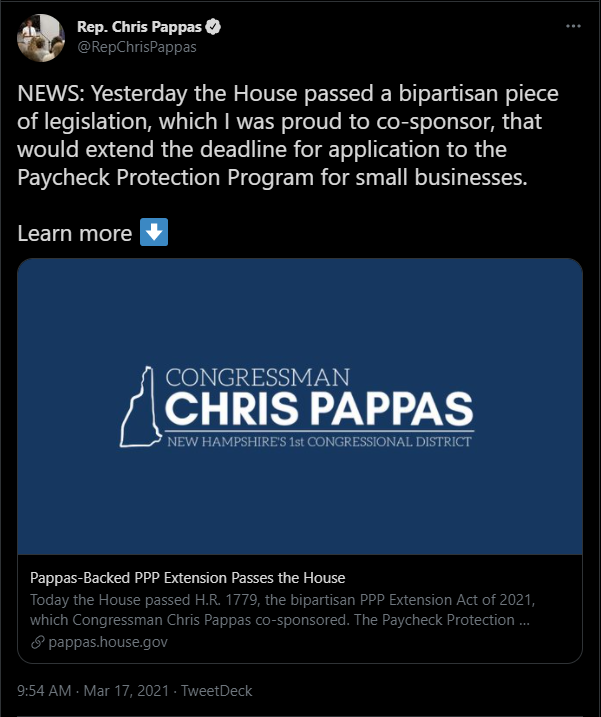 Rep. Chris Pappas
@RepChrisPappas
NEWS: Yesterday the House passed a bipartisan piece
of legislation, which I was proud to co-sponsor, that
would extend the deadline for application to the
Paycheck Protection Program for small businesses.
Learn more ⬇️
CONGRESSMAN
CHRIS PAPPAS
NEW HAMPSHIRE'S 1st CONGRESSIONAL DISTRICT
Pappas-Backed PPP Extension Passes the House
Today the House passed H.R. 1779, the bipartisan PPP Extension Act of 2021,
which Congressman Chris Pappas co-sponsored. The Paycheck Protection ...
pappas.house.gov
9:54 AM · Mar 17, 2021 · TweetDeck